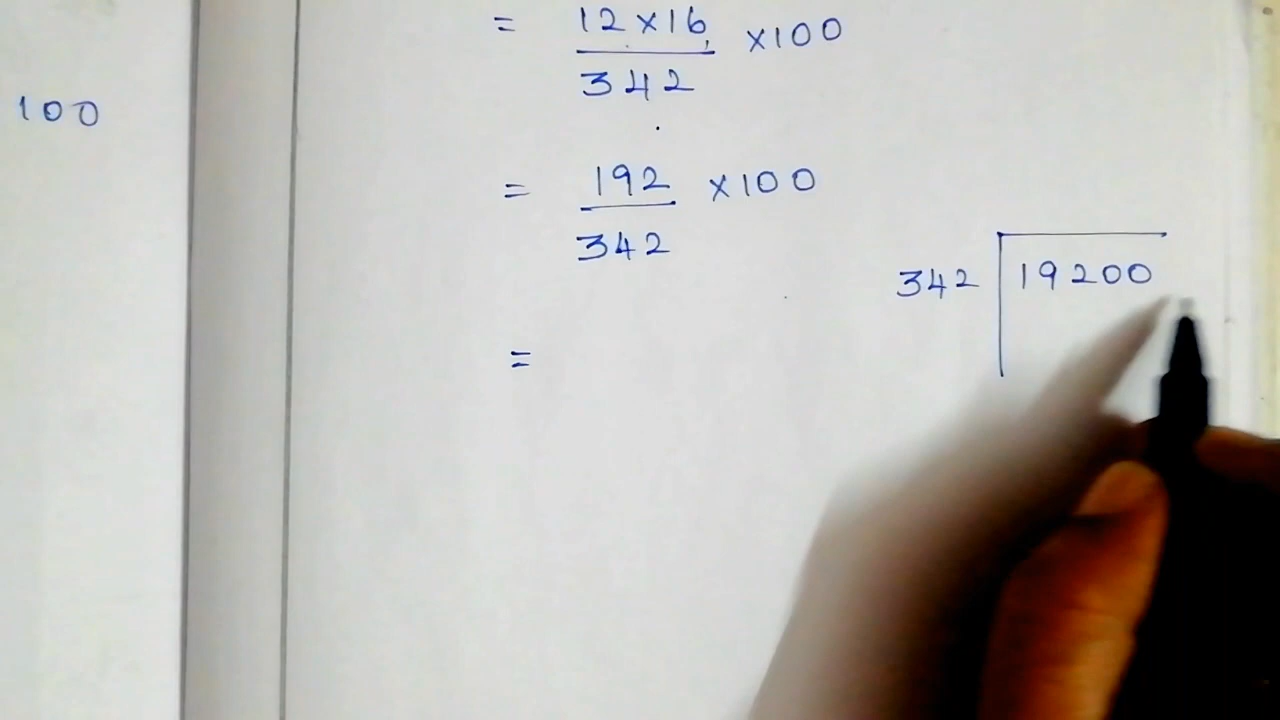 100
= 12×16 ×100
342
= 192 ×100
342
342 19200
=